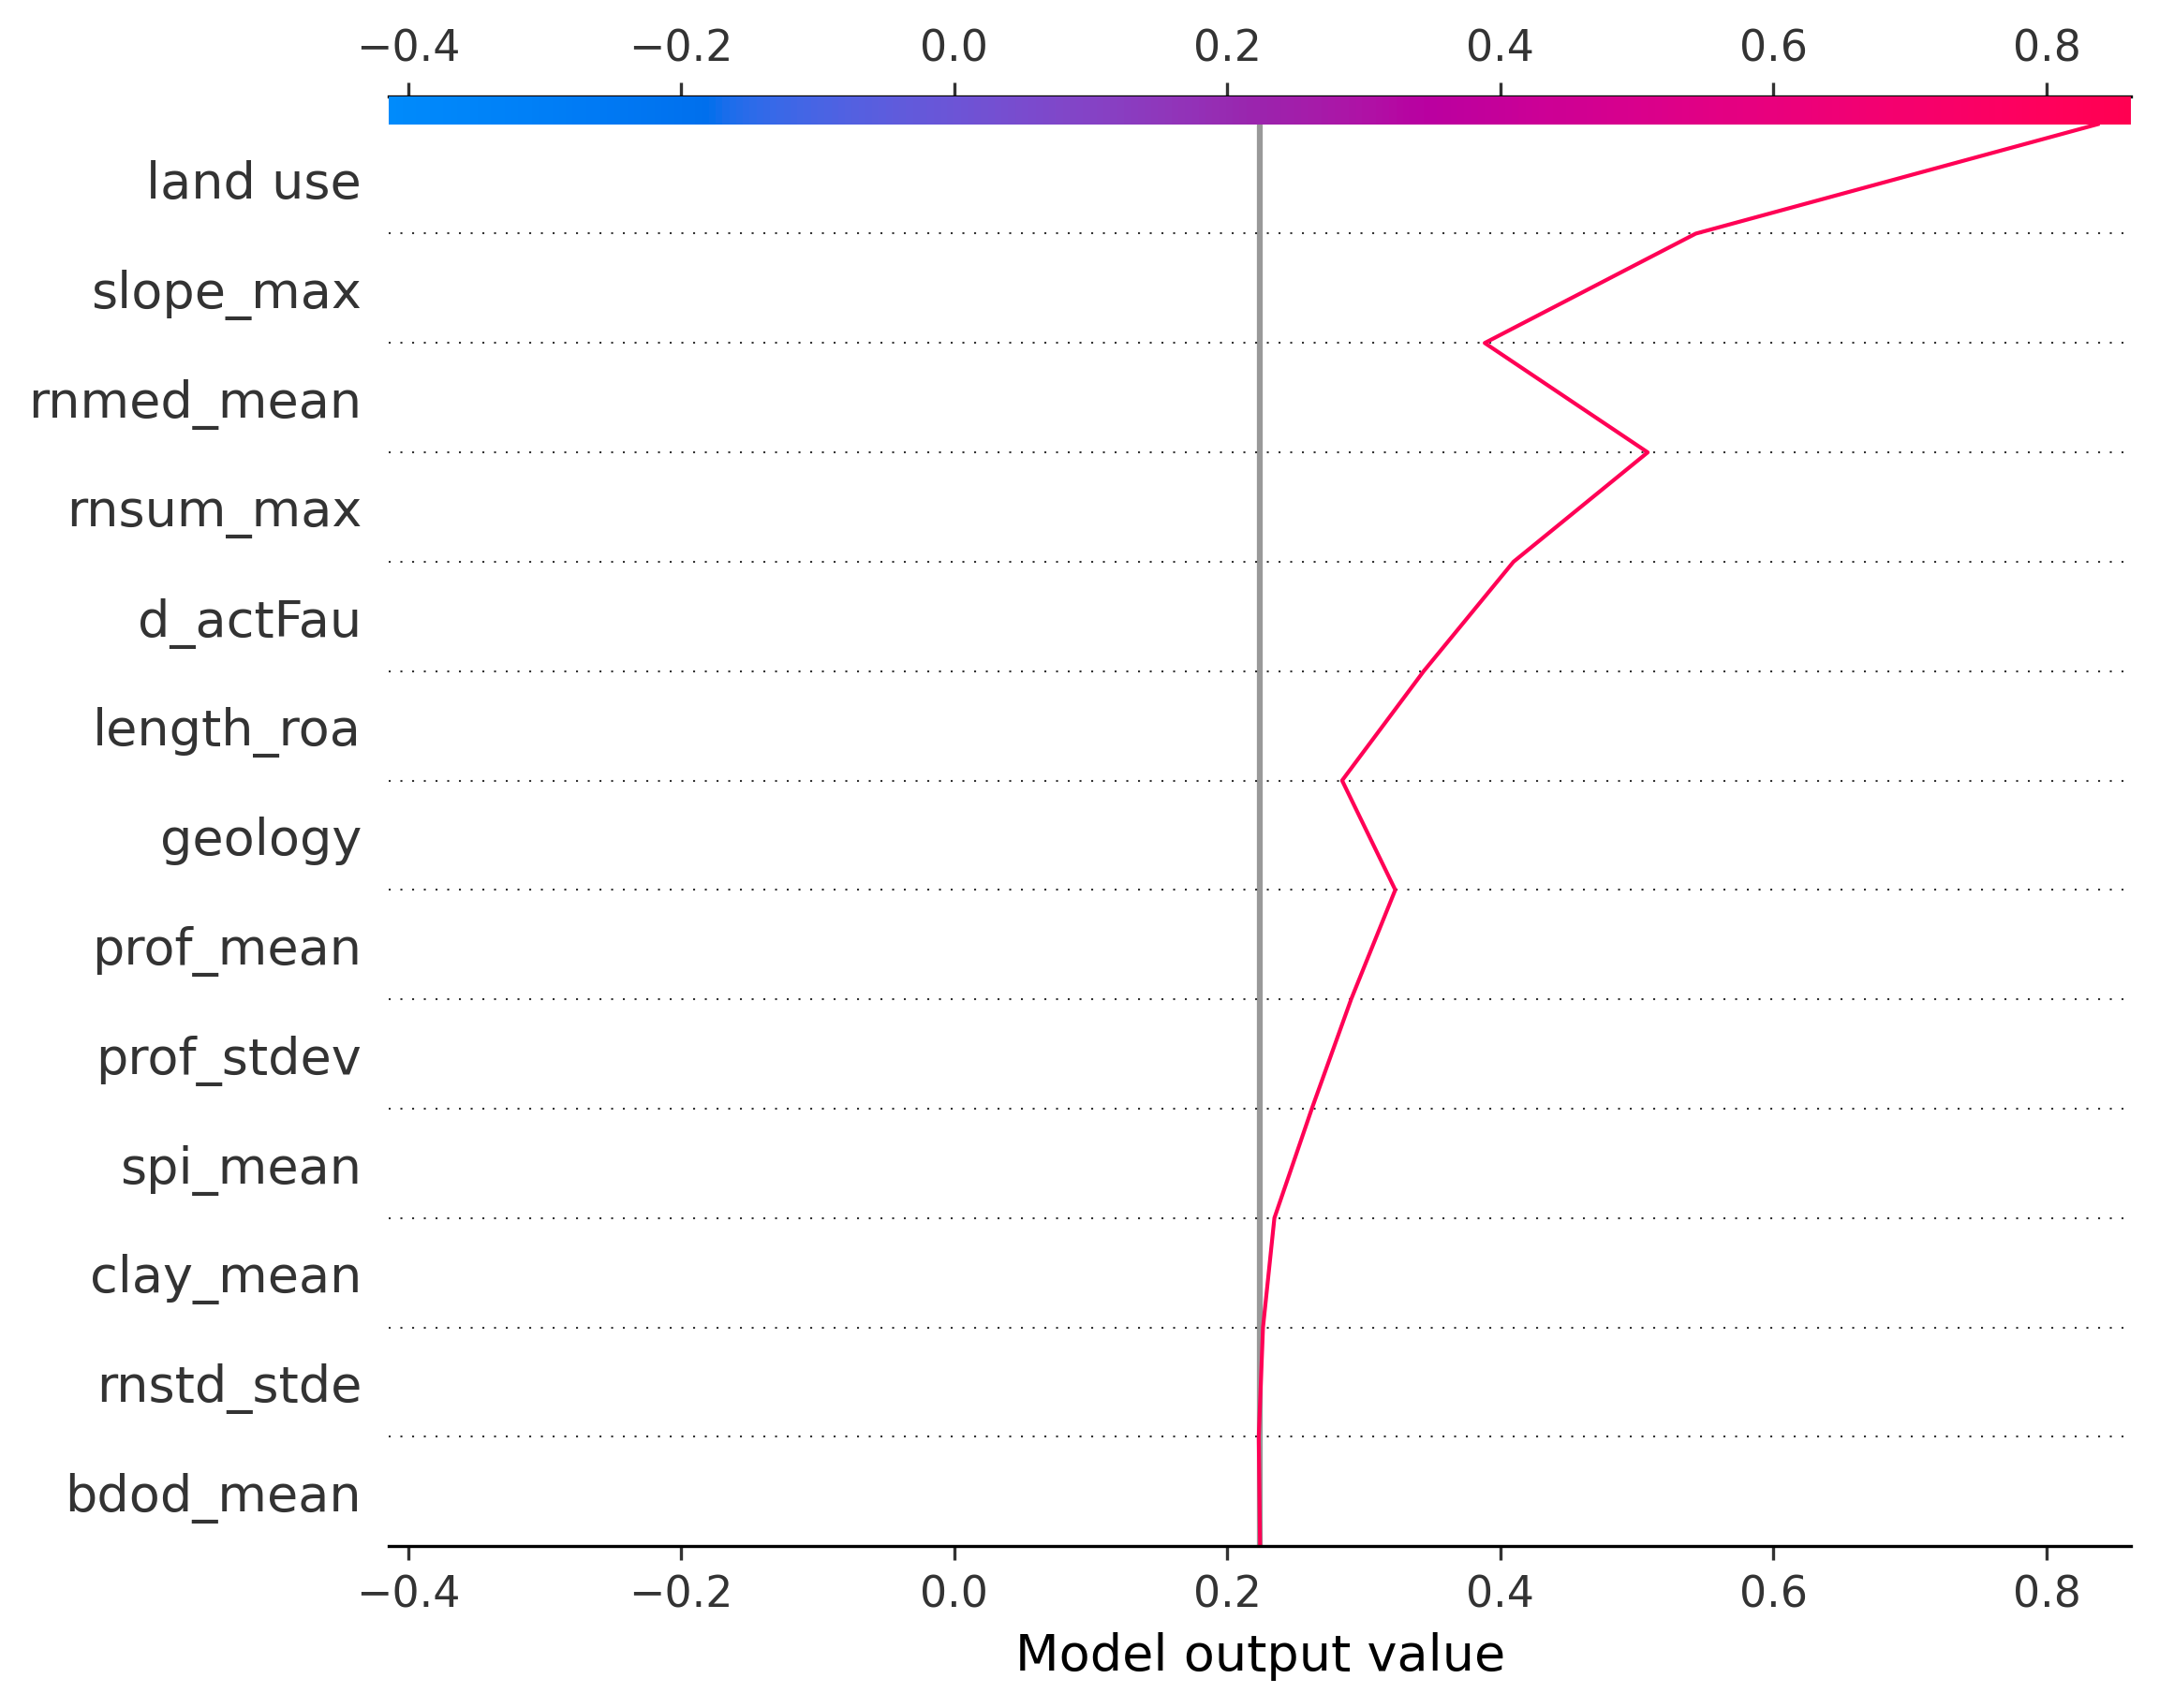 −0.4 −0.2 0.0 0.2 0.4 0.6 0.8
land use
slope_max
rnmed_mean
rnsum_max
d_actFau
length_roa
geology
prof_mean
prof_stdev
spi_mean
clay_mean
rnstd_stde
bdod_mean
−0.4 −0.2 0.0 0.2 0.4 0.6 0.8
Model output value